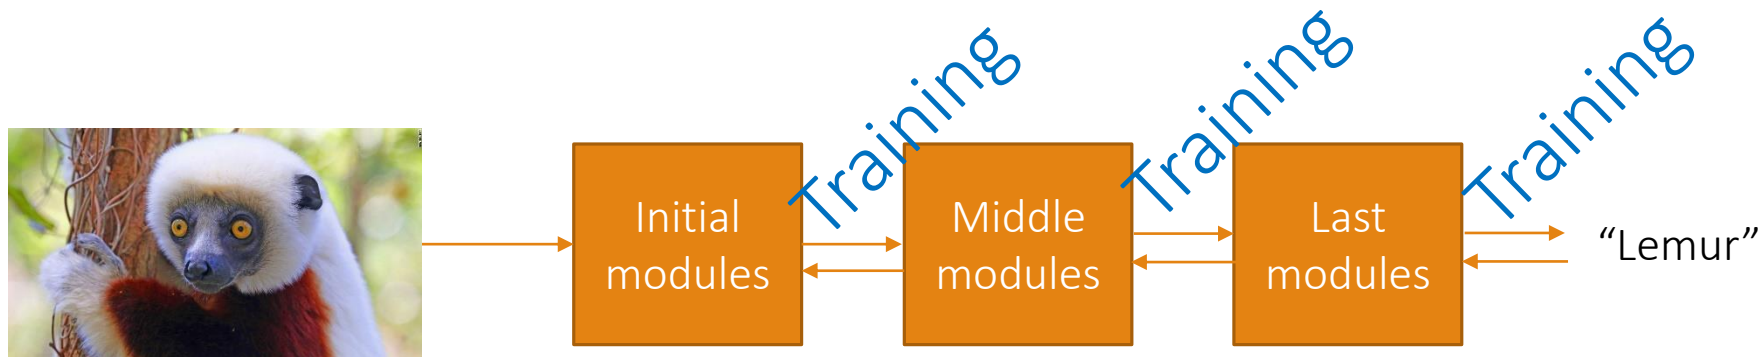 Training
Training
Training
Initial
modules
Middle
modules
Last
modules
“Lemur”